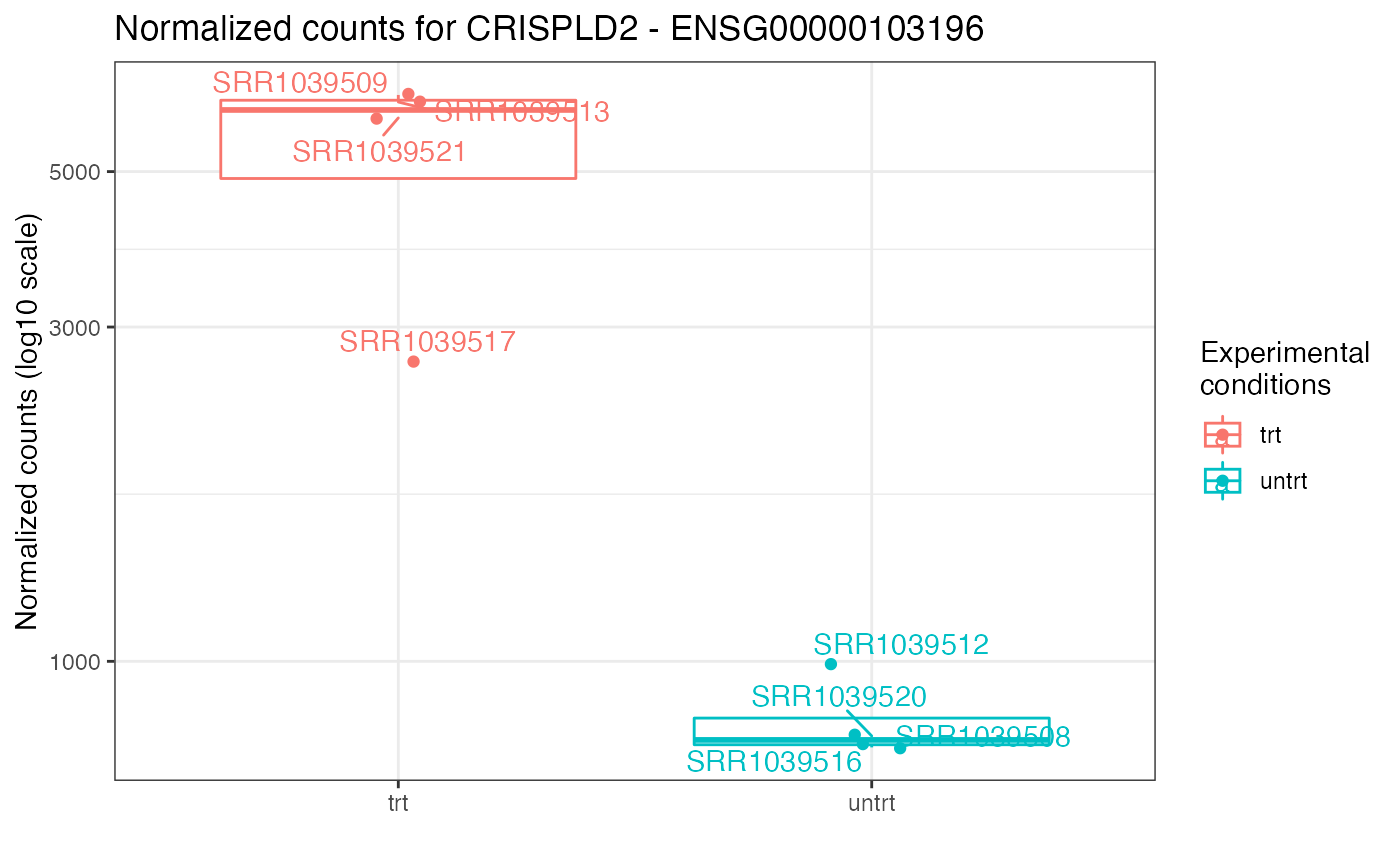 Normalized counts for CRISPLD2 - ENSG00000103196
Normalized counts (log10 scale)
5000
3000
1000
SRR1039509
SRR1039513
SRR1039521
SRR1039517
SRR1039512
SRR1039520
SRR1039508
SRR1039516
trt
untrt
Experimental
conditions
trt
untrt